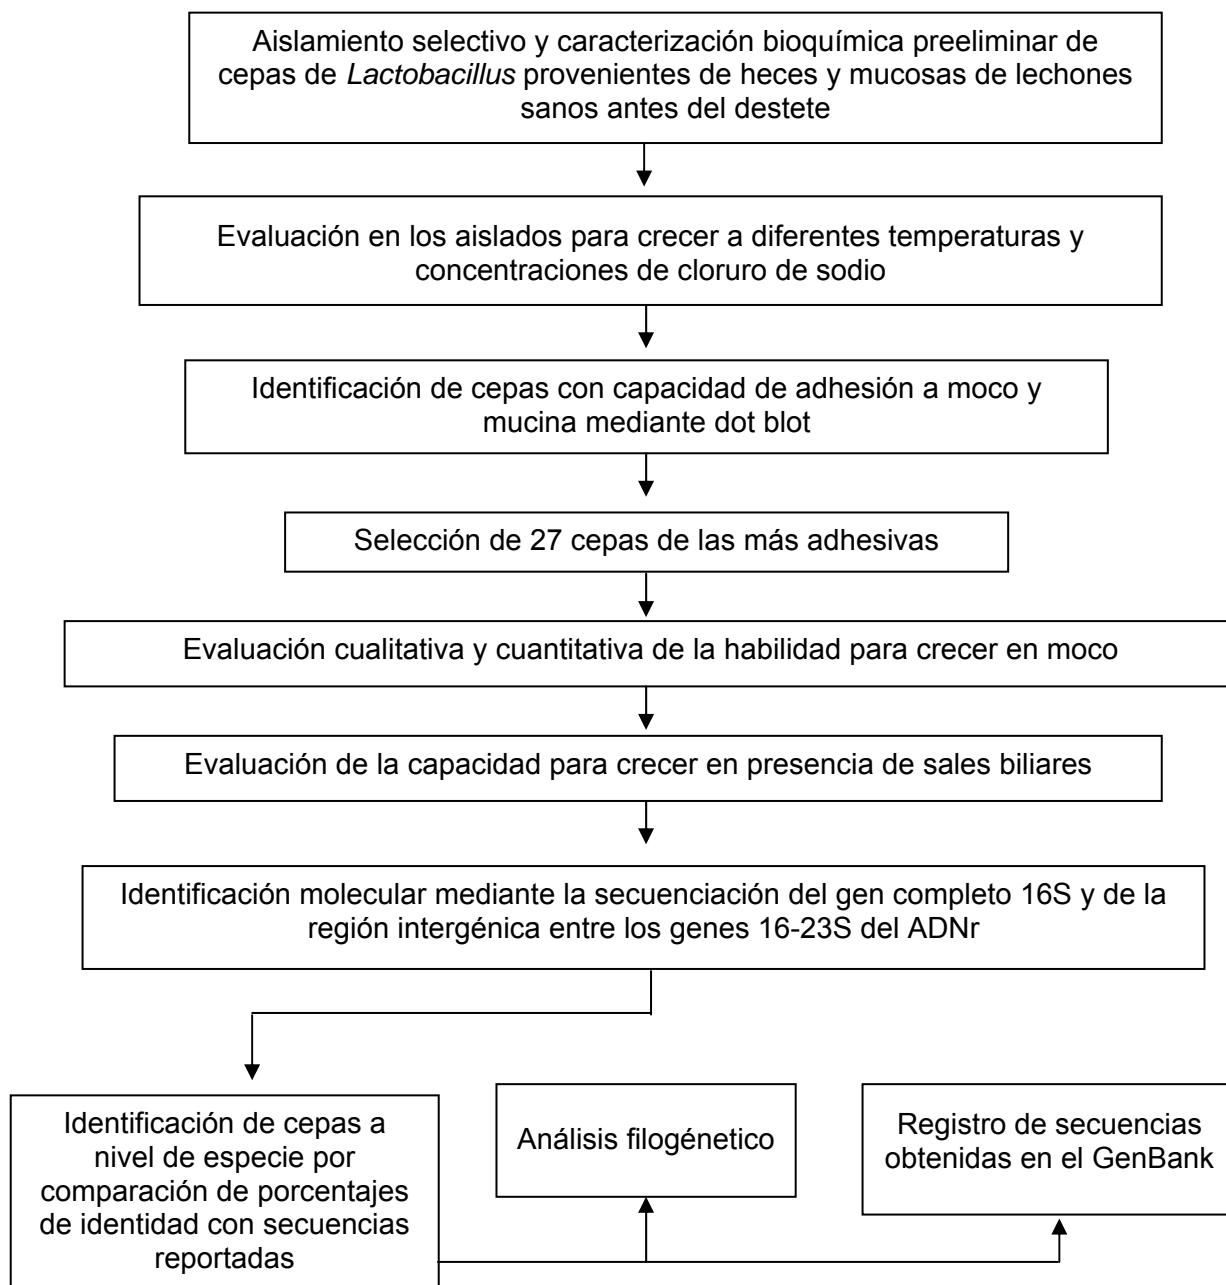 Aislamiento selectivo y caracterización bioquímica preeliminar de
cepas de Lactobacillus provenientes de heces y mucosas de lechones
sanos antes del destete
Evaluación en los aislados para crecer a diferentes temperaturas y
concentraciones de cloruro de sodio
Identificación de cepas con capacidad de adhesión a moco y
mucina mediante dot blot
Selección de 27 cepas de las más adhesivas
Evaluación cualitativa y cuantitativa de la habilidad para crecer en moco
Evaluación de la capacidad para crecer en presencia de sales biliares
Identificación molecular mediante la secuenciación del gen completo 16S y de la
región intergénica entre los genes 16-23S del ADNr
Identificación de cepas a
nivel de especie por
comparación de porcentajes
de identidad con secuencias
reportadas
Análisis filogénetico
Registro de secuencias
obtenidas en el GenBank